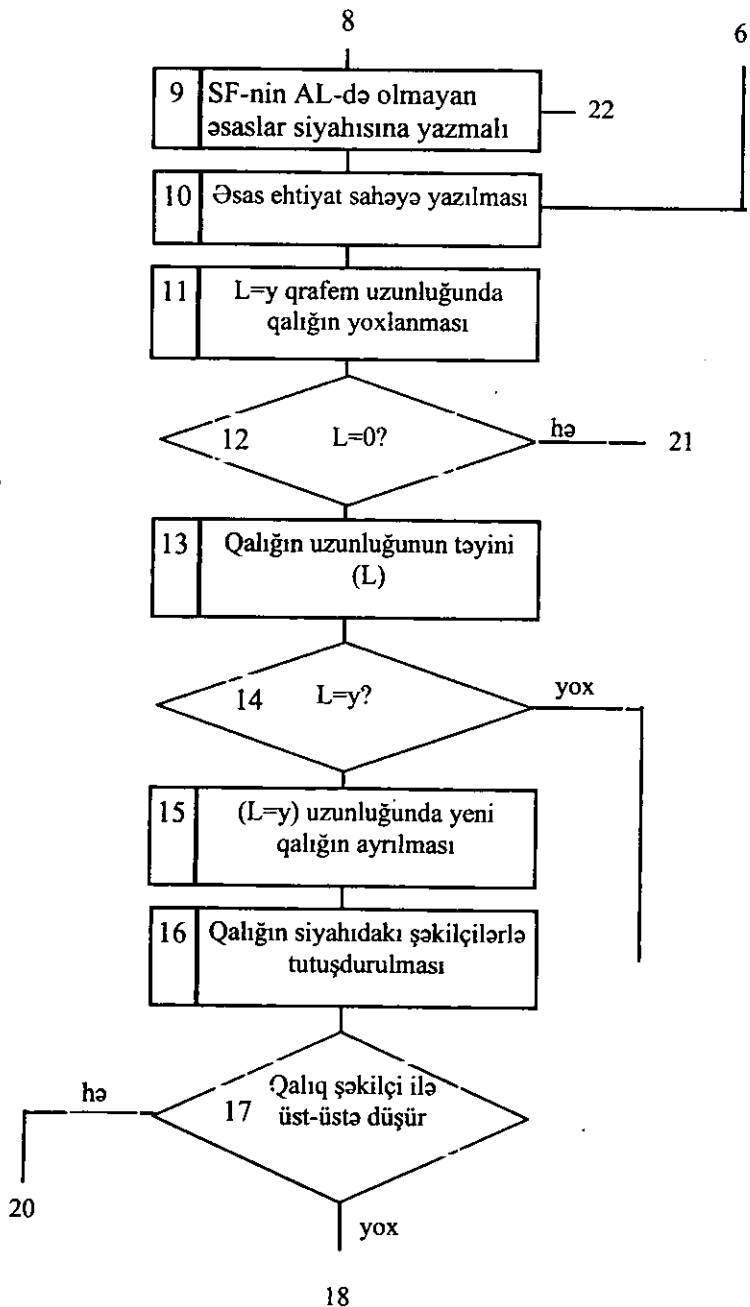 8
6
9 SF-nin AL-də olmayan
əsaslar siyahısına yazmalı
22
10 Əsas ehtiyat sahəyə yazılması
11 L=y qrafem uzunluğunda
qalığın yoxlanması
12 L=0?
hə
21
13 Qalığın uzunluğunun təyini
(L)
14 L=y?
yox
15 (L=y) uzunluğunda yeni
qalığın ayrılması
16 Qalığın siyahıdakı şəkilçilərlə
tutuşdurulması
hə
Qalıq şəkilçi ilə
17 üst-üstə düşür
20
yox
18